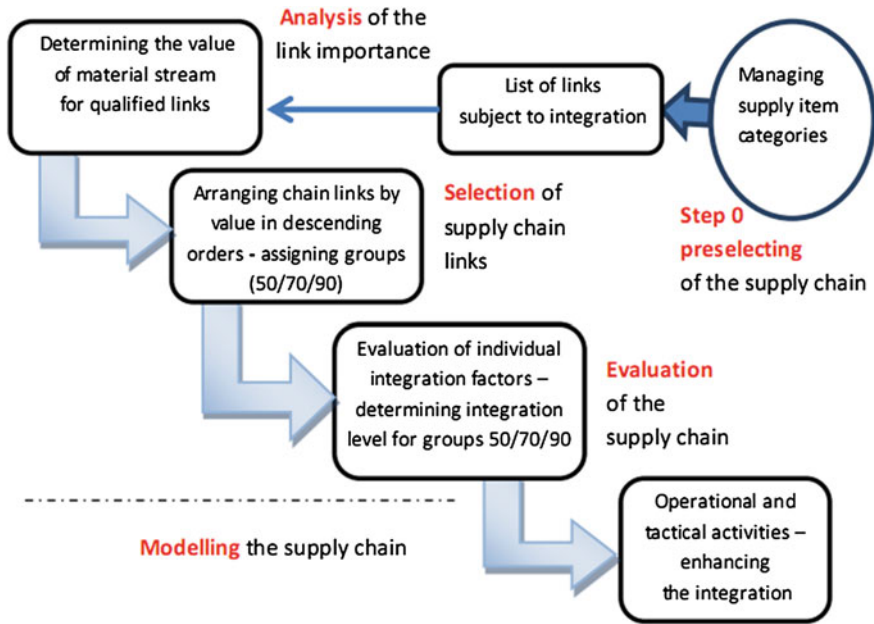 Analysis of the
link importance
Determining the value
of material stream
for qualified links
List of links
subject to integration
Managing
supply item
categories
Step 0
preselecting
of the supply chain
Arranging chain links by
value in descending
orders - assigning groups
(50/70/90)
Selection of
supply chain
links
Evaluation of individual
integration factors –
determining integration
level for groups 50/70/90
Evaluation
of the
supply chain
Modelling the supply chain
Operational and
tactical activities –
enhancing
the integration